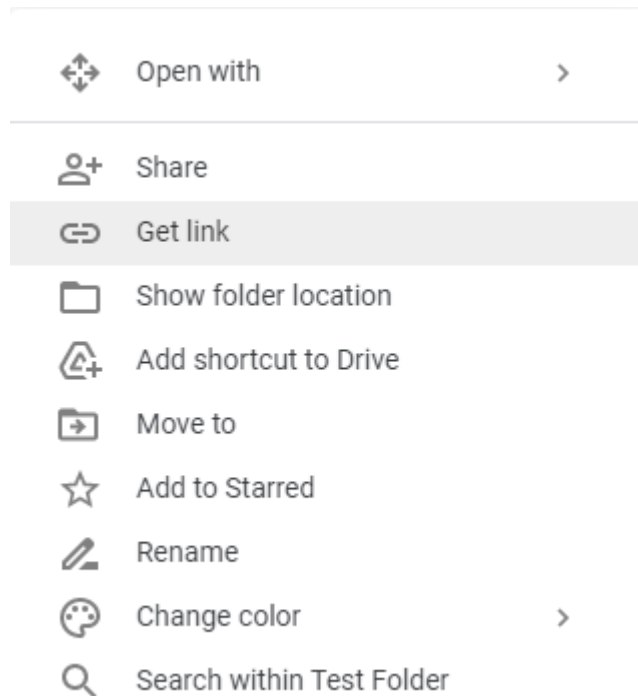 Open with
Share
Get link
Show folder location
Add shortcut to Drive
Move to
Add to Starred
Rename
Change color
Search within Test Folder